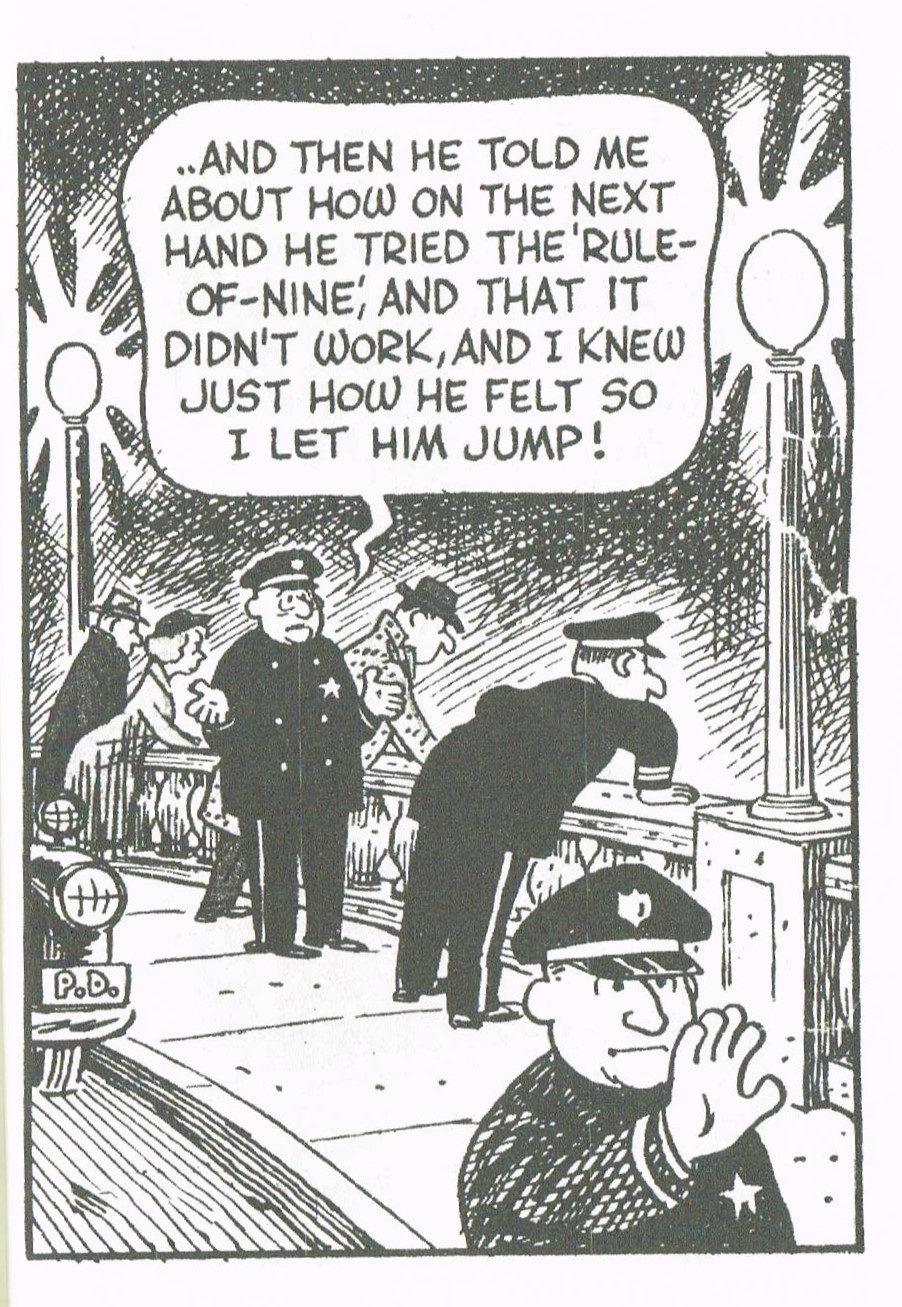 ..AND THEN HE TOLD ME
ABOUT HOW ON THE NEXT
HAND HE TRIED THE 'RULE-
OF-NINE', AND THAT IT
DIDN'T WORK, AND I KNEW
JUST HOW HE FELT SO
I LET HIM JUMP!
P.D.